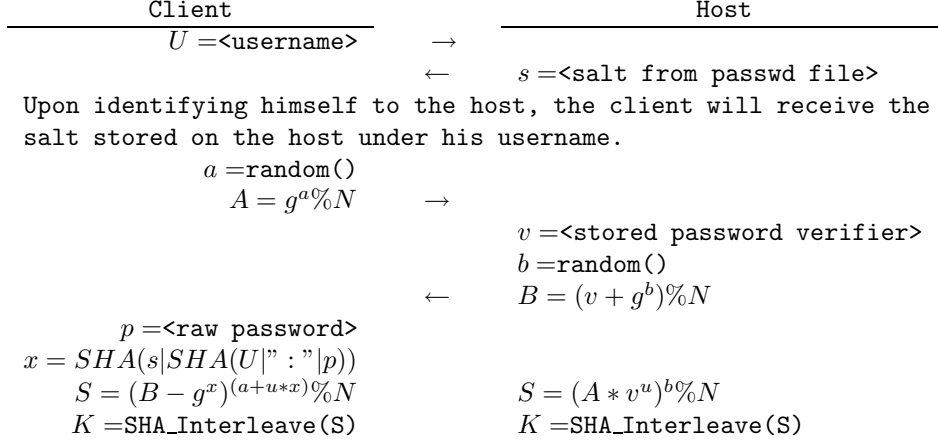 Client Host
U =<username> →
← s =<salt from passwd file>
Upon identifying himself to the host, the client will receive the
salt stored on the host under his username.
a =random()
A = g^a%N →
v =<stored password verifier>
b =random()
← B = (v + g^b)%N
p =<raw password>
x = SHA(s|SHA(U|” : ”|p))
S = (B − g^x)^(a+u∗x)%N S = (A ∗ v^u)^b%N
K =SHA_Interleave(S) K =SHA_Interleave(S)